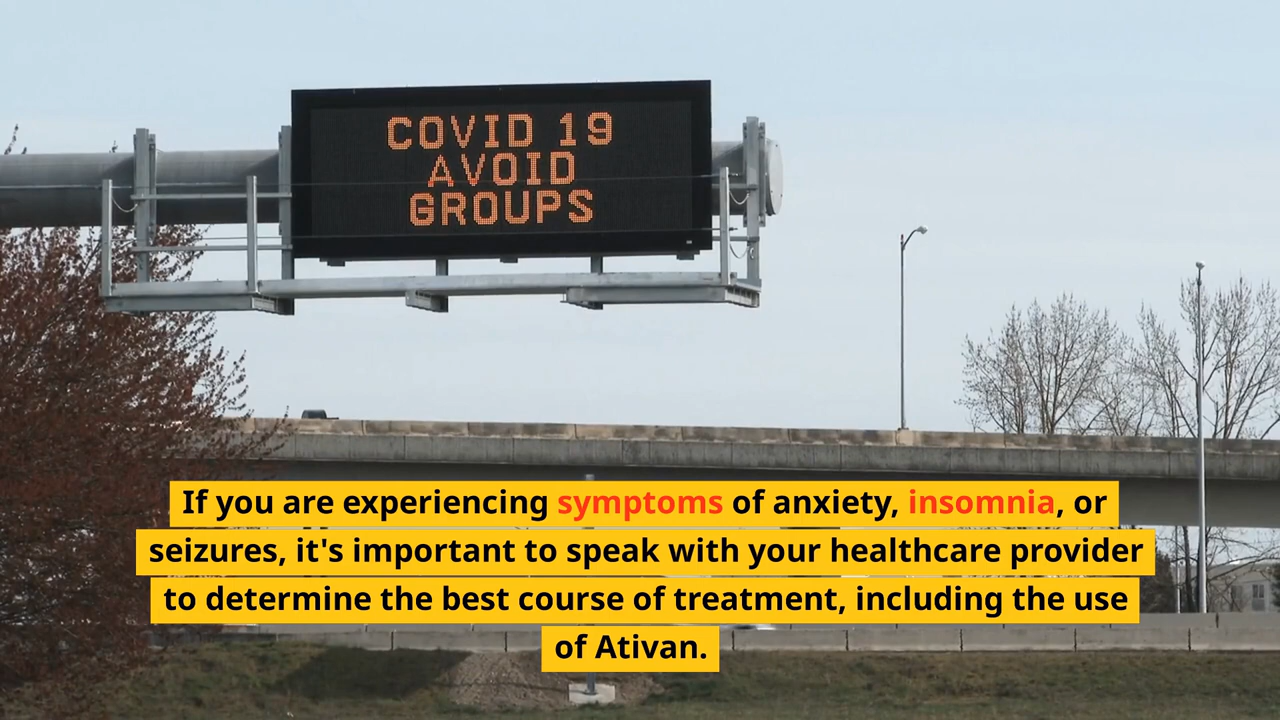 COVID 19
AVOID
GROUPS
If you are experiencing symptoms of anxiety, insomnia, or
seizures, it's important to speak with your healthcare provider
to determine the best course of treatment, including the use
of Ativan.